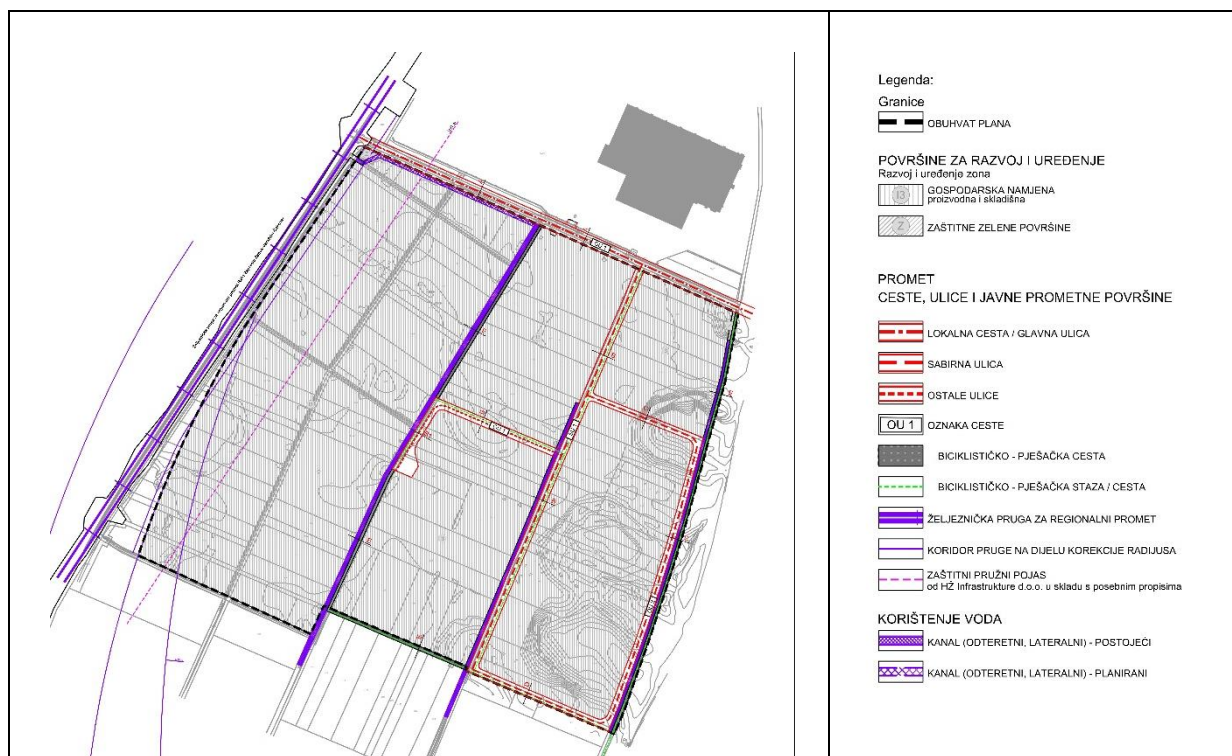 Legenda:
Granice
OBUHVAT PLANA
POVRŠINE ZA RAZVOJ I UREĐENJE
Razvoj i uređenje zona
I3
GOSPODARSKA NAMJENA
proizvodna i skladišna
Z
ZAŠTITNE ZELENE POVRŠINE
PROMET
CESTE, ULICE I JAVNE PROMETNE POVRŠINE
LOKALNA CESTA / GLAVNA ULICA
SABIRNA ULICA
OSTALE ULICE
OU 1
OZNAKA CESTE
BICIKLISTIČKO - PJEŠAČKA CESTA
BICIKLISTIČKO - PJEŠAČKA STAZA / CESTA
ŽELJEZNIČKA PRUGA ZA REGIONALNI PROMET
KORIDOR PRUGE NA DIJELU KOREKCIJE RADIJUSA
ZAŠTITNI PRUŽNI POJAS
od HŽ Infrastrukture d.o.o. u skladu s posebnim propisima
KORIŠTENJE VODA
KANAL (ODTERETNI, LATERALNI) - POSTOJEĆI
KANAL (ODTERETNI, LATERALNI) - PLANIRANI